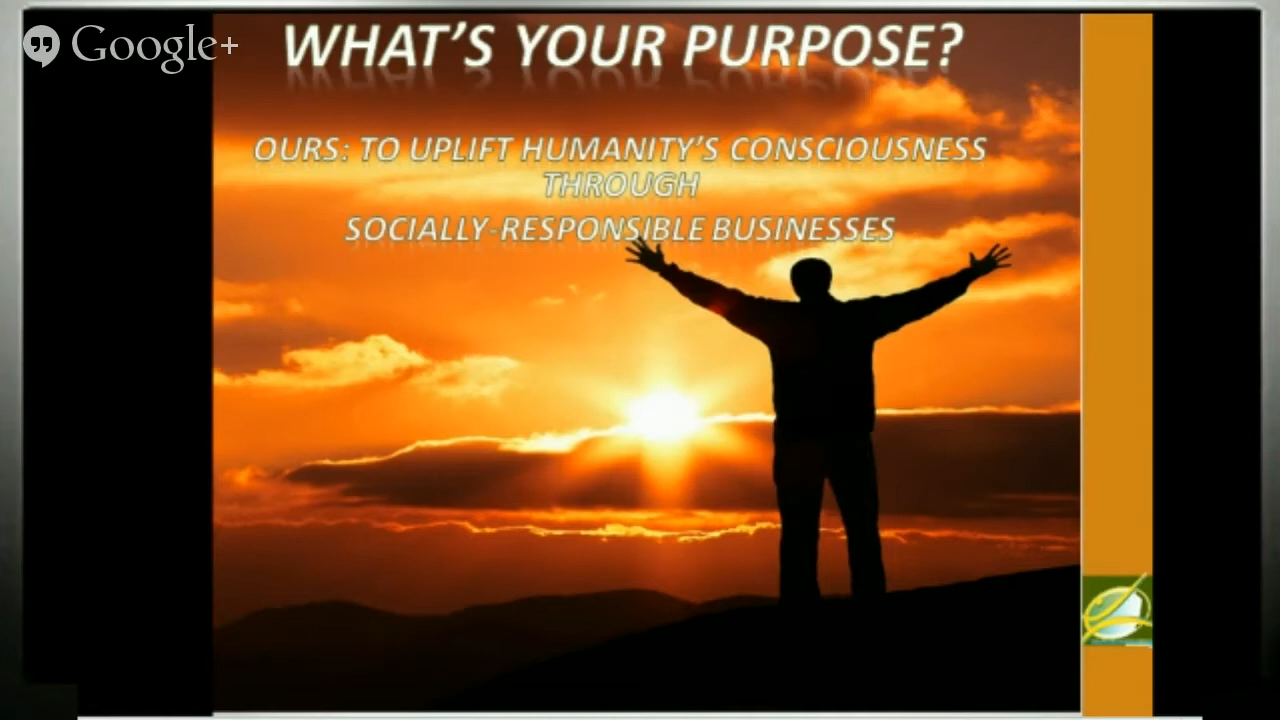 Google+
WHAT'S YOUR PURPOSE?
OURS: TO UPLIFT HUMANITY'S CONSCIOUSNESS
THROUGH
SOCIALLY-RESPONSIBLE BUSINESSES